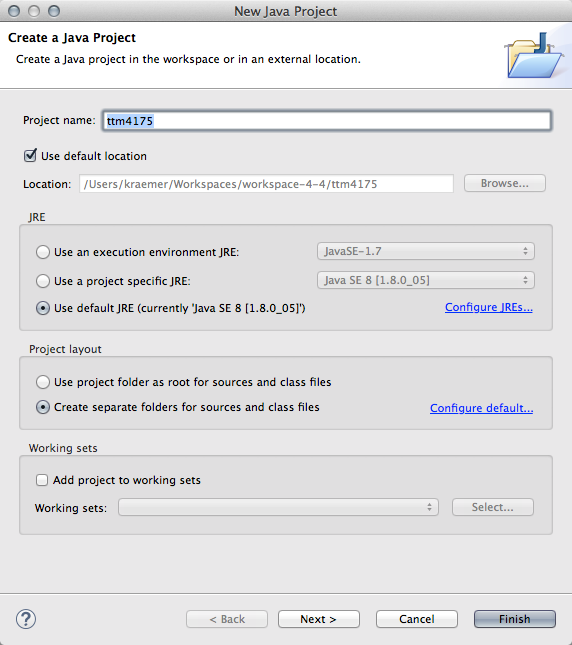 New Java Project
Create a Java Project
Create a Java project in the workspace or in an external location.
Project name: ttm4175
Use default location
Location: /Users/kraemer/Workspaces/workspace-4-4/ttm4175 Browse...
JRE
Use an execution environment JRE: JavaSE-1.7
Use a project specific JRE: Java SE 8 [1.8.0_05]
Use default JRE (currently 'Java SE 8 [1.8.0_05]') Configure JREs...
Project layout
Use project folder as root for sources and class files
Create separate folders for sources and class files Configure default...
Working sets
Add project to working sets
Working sets: Select...
? < Back Next > Cancel Finish